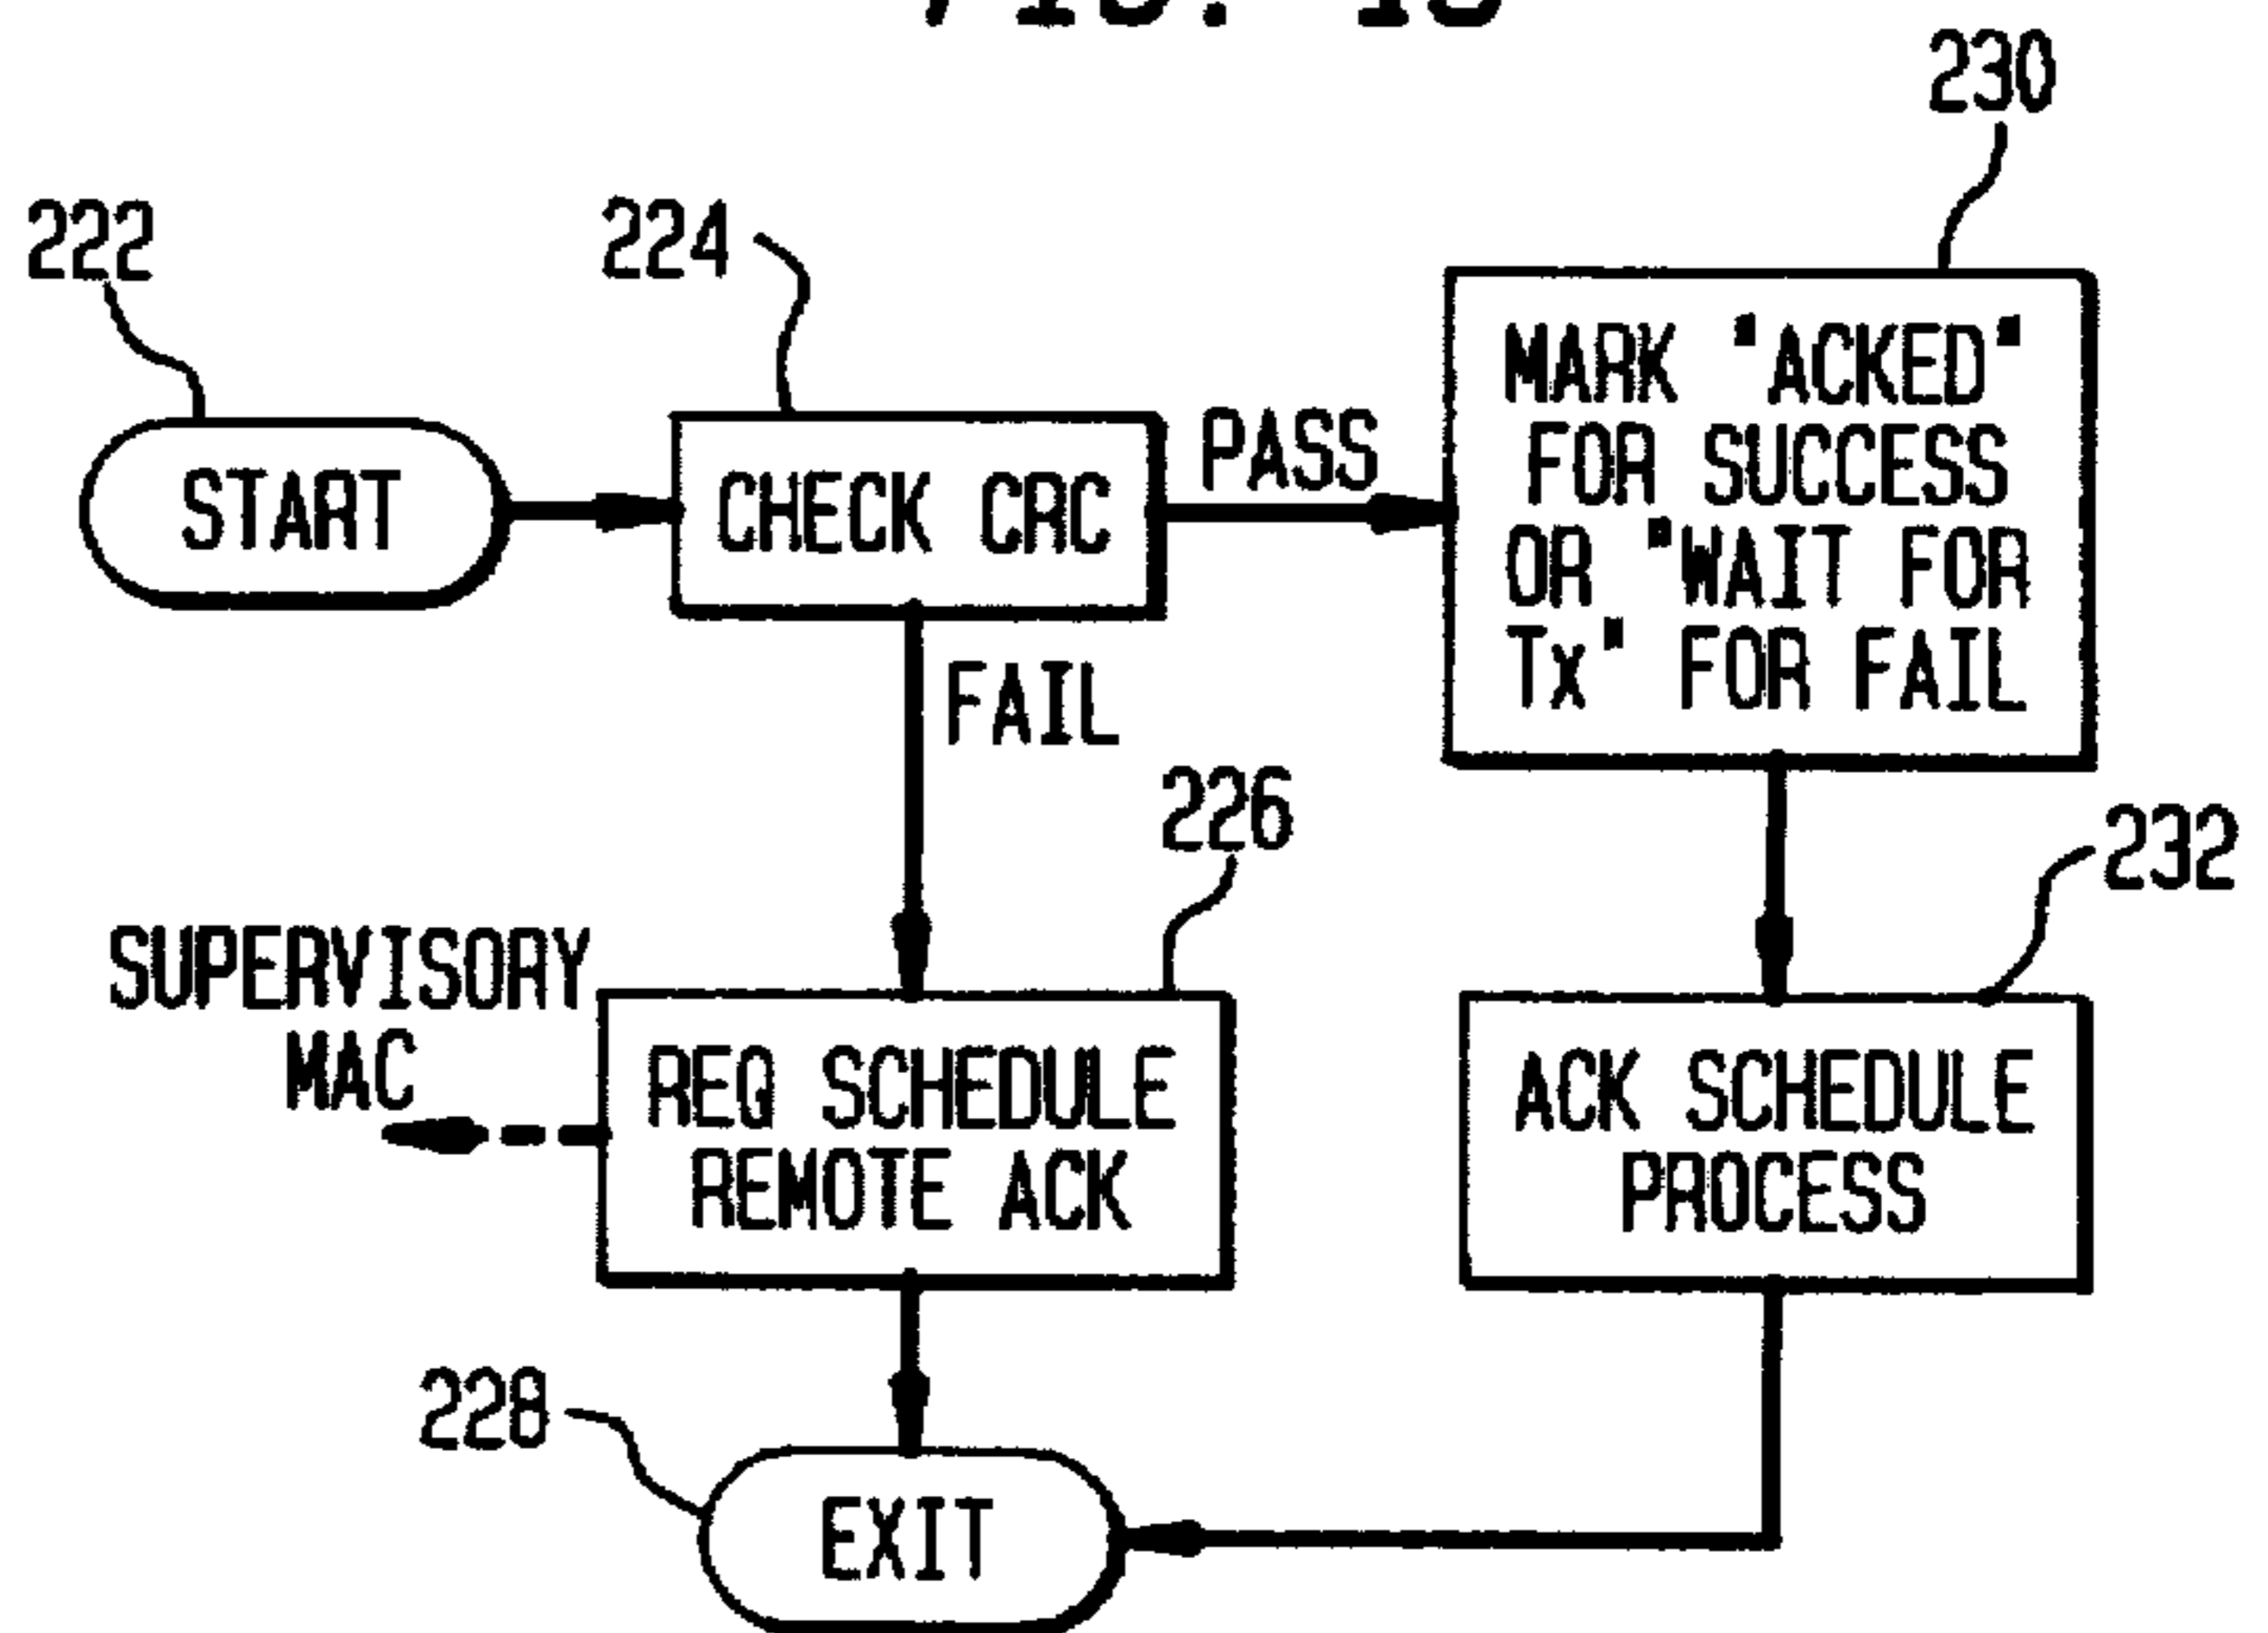 230
222
224
START
CHECK CRC
PASS
MARK "ACKED"
FOR SUCCESS
OR "WAIT FOR
Tx" FOR FAIL
FAIL
226
232
SUPERVISORY
MAC
REQ SCHEDULE
REMOTE ACK
ACK SCHEDULE
PROCESS
228
EXIT